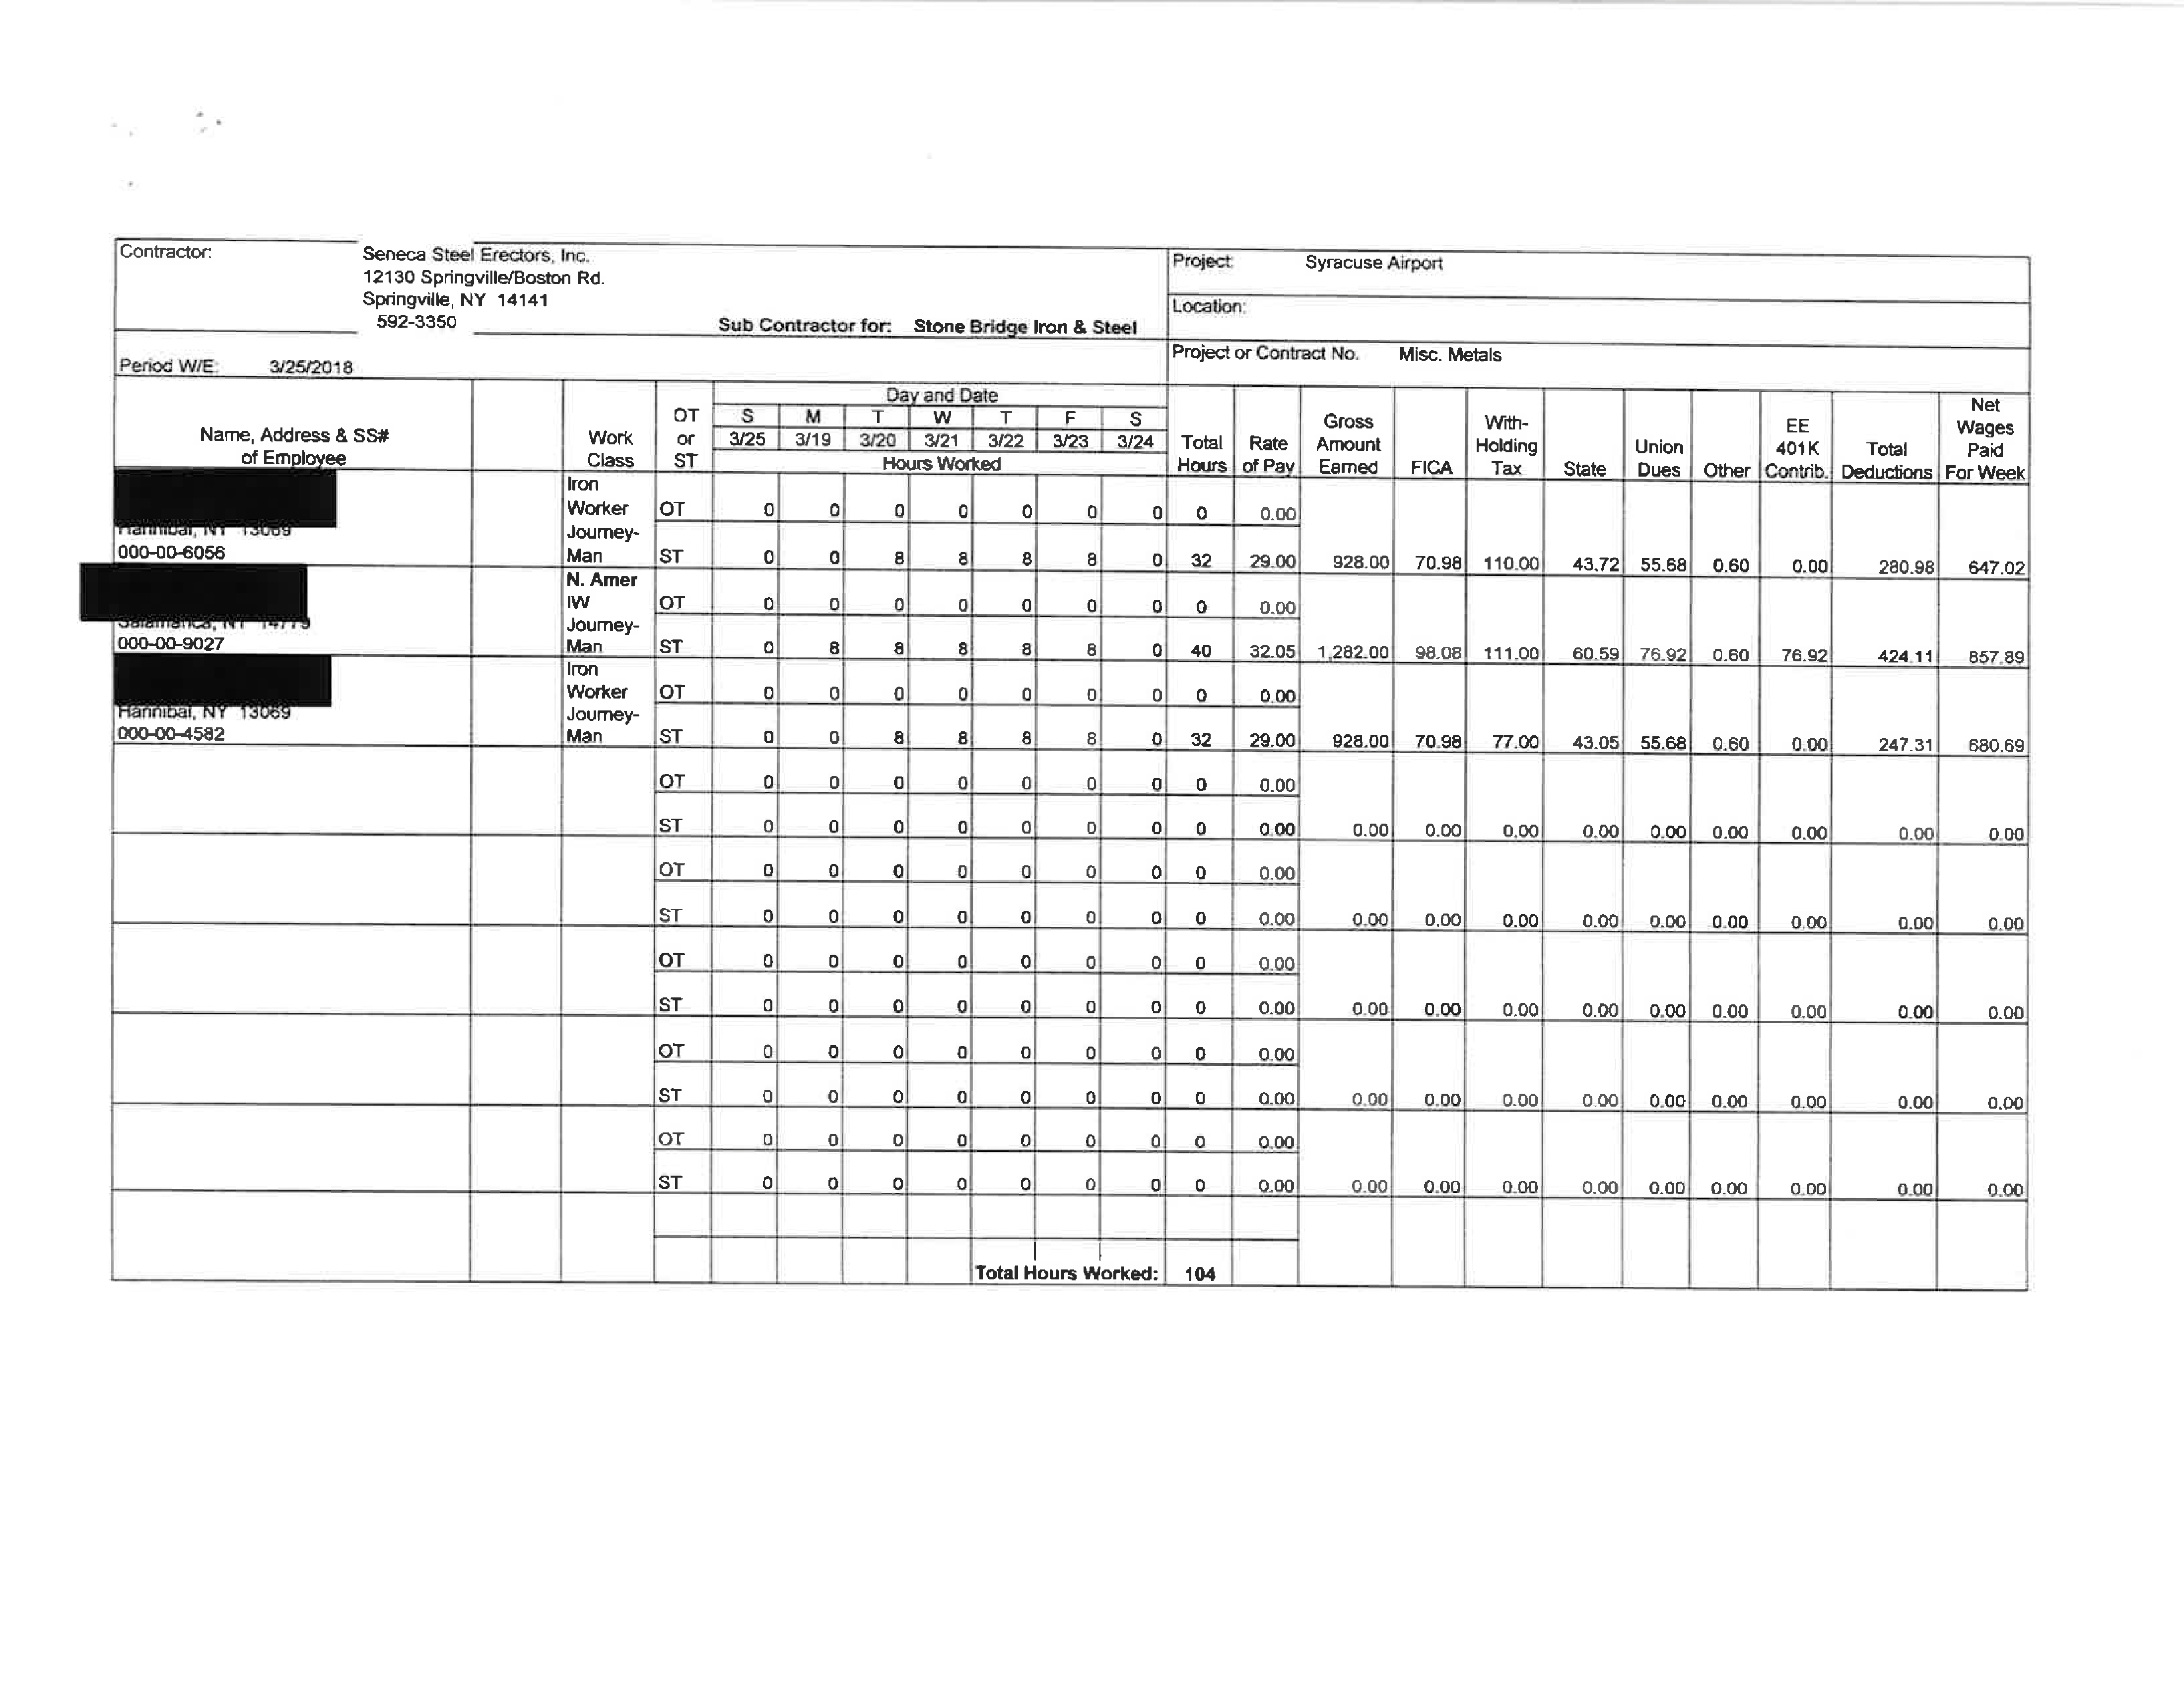 Contractor: Seneca Steel Erectors, Inc.
12130 Springville/Boston Rd.
Springville, NY 14141
592-3350
Sub Contractor for: Stone Bridge Iron & Steel
Project: Syracuse Airport
Location:
Project or Contract No. Misc. Metals
Period W/E: 3/25/2018
Day and Date
Name, Address & SS# of Employee
Work Class
OT or ST
S M T W T F S
3/25 3/19 3/20 3/21 3/22 3/23 3/24
Hours Worked
Total Hours
Rate of Pay
Gross Amount Earned
FICA
With-Holding Tax
State
Union Dues
Other
EE 401K Contrib.
Total Deductions
Net Wages Paid For Week
Iron
Worker OT 0 0 0 0 0 0 0 0 0.00
Hannibal, NY 13069 Journey-
000-00-6056 Man ST 0 0 8 8 8 8 0 32 29.00 928.00 70.98 110.00 43.72 55.68 0.60 0.00 280.98 647.02
N. Amer
IW OT 0 0 0 0 0 0 0 0 0.00
Salamanca, NY 14779 Journey-
000-00-9027 Man ST 0 8 8 8 8 8 0 40 32.05 1,282.00 98.08 111.00 60.59 76.92 0.60 76.92 424.11 857.89
Iron
Worker OT 0 0 0 0 0 0 0 0 0.00
Hannibal, NY 13069 Journey-
000-00-4582 Man ST 0 0 8 8 8 8 0 32 29.00 928.00 70.98 77.00 43.05 55.68 0.60 0.00 247.31 680.69
OT 0 0 0 0 0 0 0 0 0.00
ST 0 0 0 0 0 0 0 0 0.00 0.00 0.00 0.00 0.00 0.00 0.00 0.00 0.00 0.00
OT 0 0 0 0 0 0 0 0 0.00
ST 0 0 0 0 0 0 0 0 0.00 0.00 0.00 0.00 0.00 0.00 0.00 0.00 0.00 0.00
OT 0 0 0 0 0 0 0 0 0.00
ST 0 0 0 0 0 0 0 0 0.00 0.00 0.00 0.00 0.00 0.00 0.00 0.00 0.00 0.00
OT 0 0 0 0 0 0 0 0 0.00
ST 0 0 0 0 0 0 0 0 0.00 0.00 0.00 0.00 0.00 0.00 0.00 0.00 0.00 0.00
OT 0 0 0 0 0 0 0 0 0.00
ST 0 0 0 0 0 0 0 0 0.00 0.00 0.00 0.00 0.00 0.00 0.00 0.00 0.00 0.00
Total Hours Worked: 104